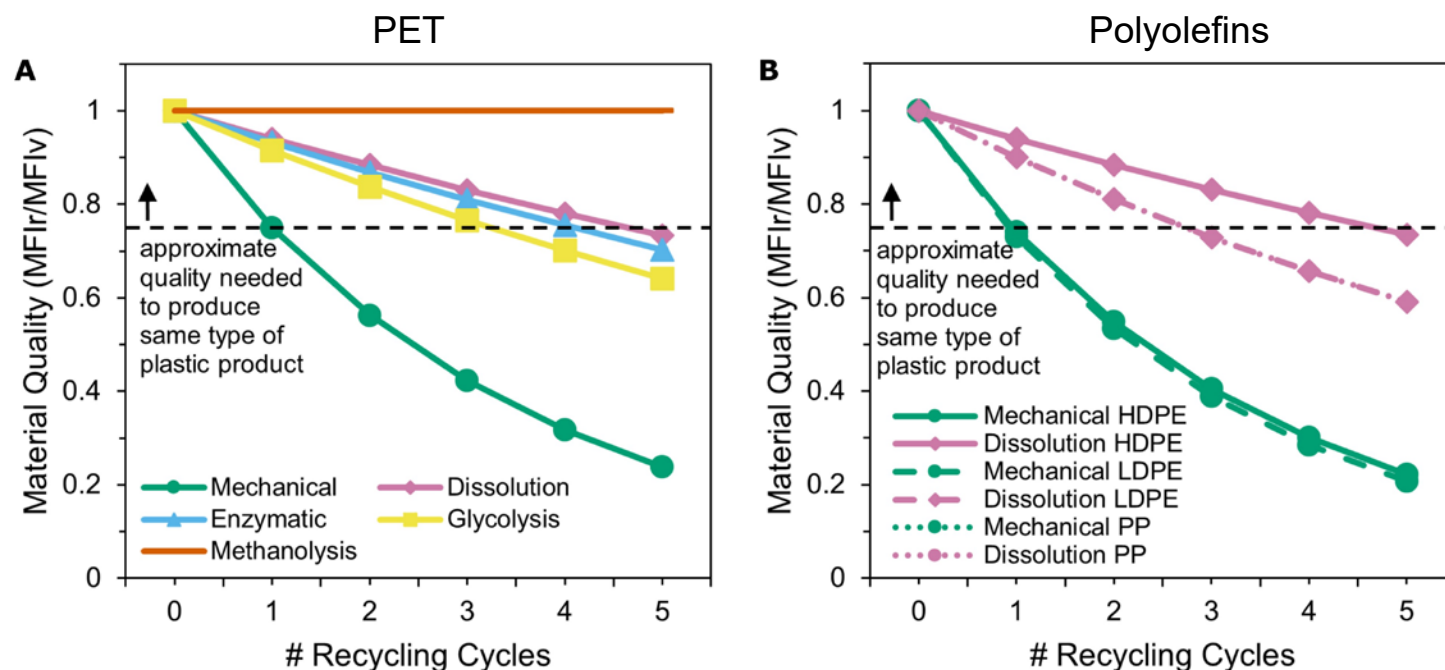 PET
A
Material Quality (MFIr/MFIv)
1
0.8
0.6
0.4
0.2
0
approximate
quality needed
to produce
same type of
plastic product
Mechanical
Dissolution
Enzymatic
Glycolysis
Methanolysis
0 1 2 3 4 5
# Recycling Cycles
Polyolefins
B
Material Quality (MFIr/MFIv)
1
0.8
0.6
0.4
0.2
0
approximate
quality needed
to produce
same type of
plastic product
Mechanical HDPE
Dissolution HDPE
Mechanical LDPE
Dissolution LDPE
Mechanical PP
Dissolution PP
0 1 2 3 4 5
# Recycling Cycles